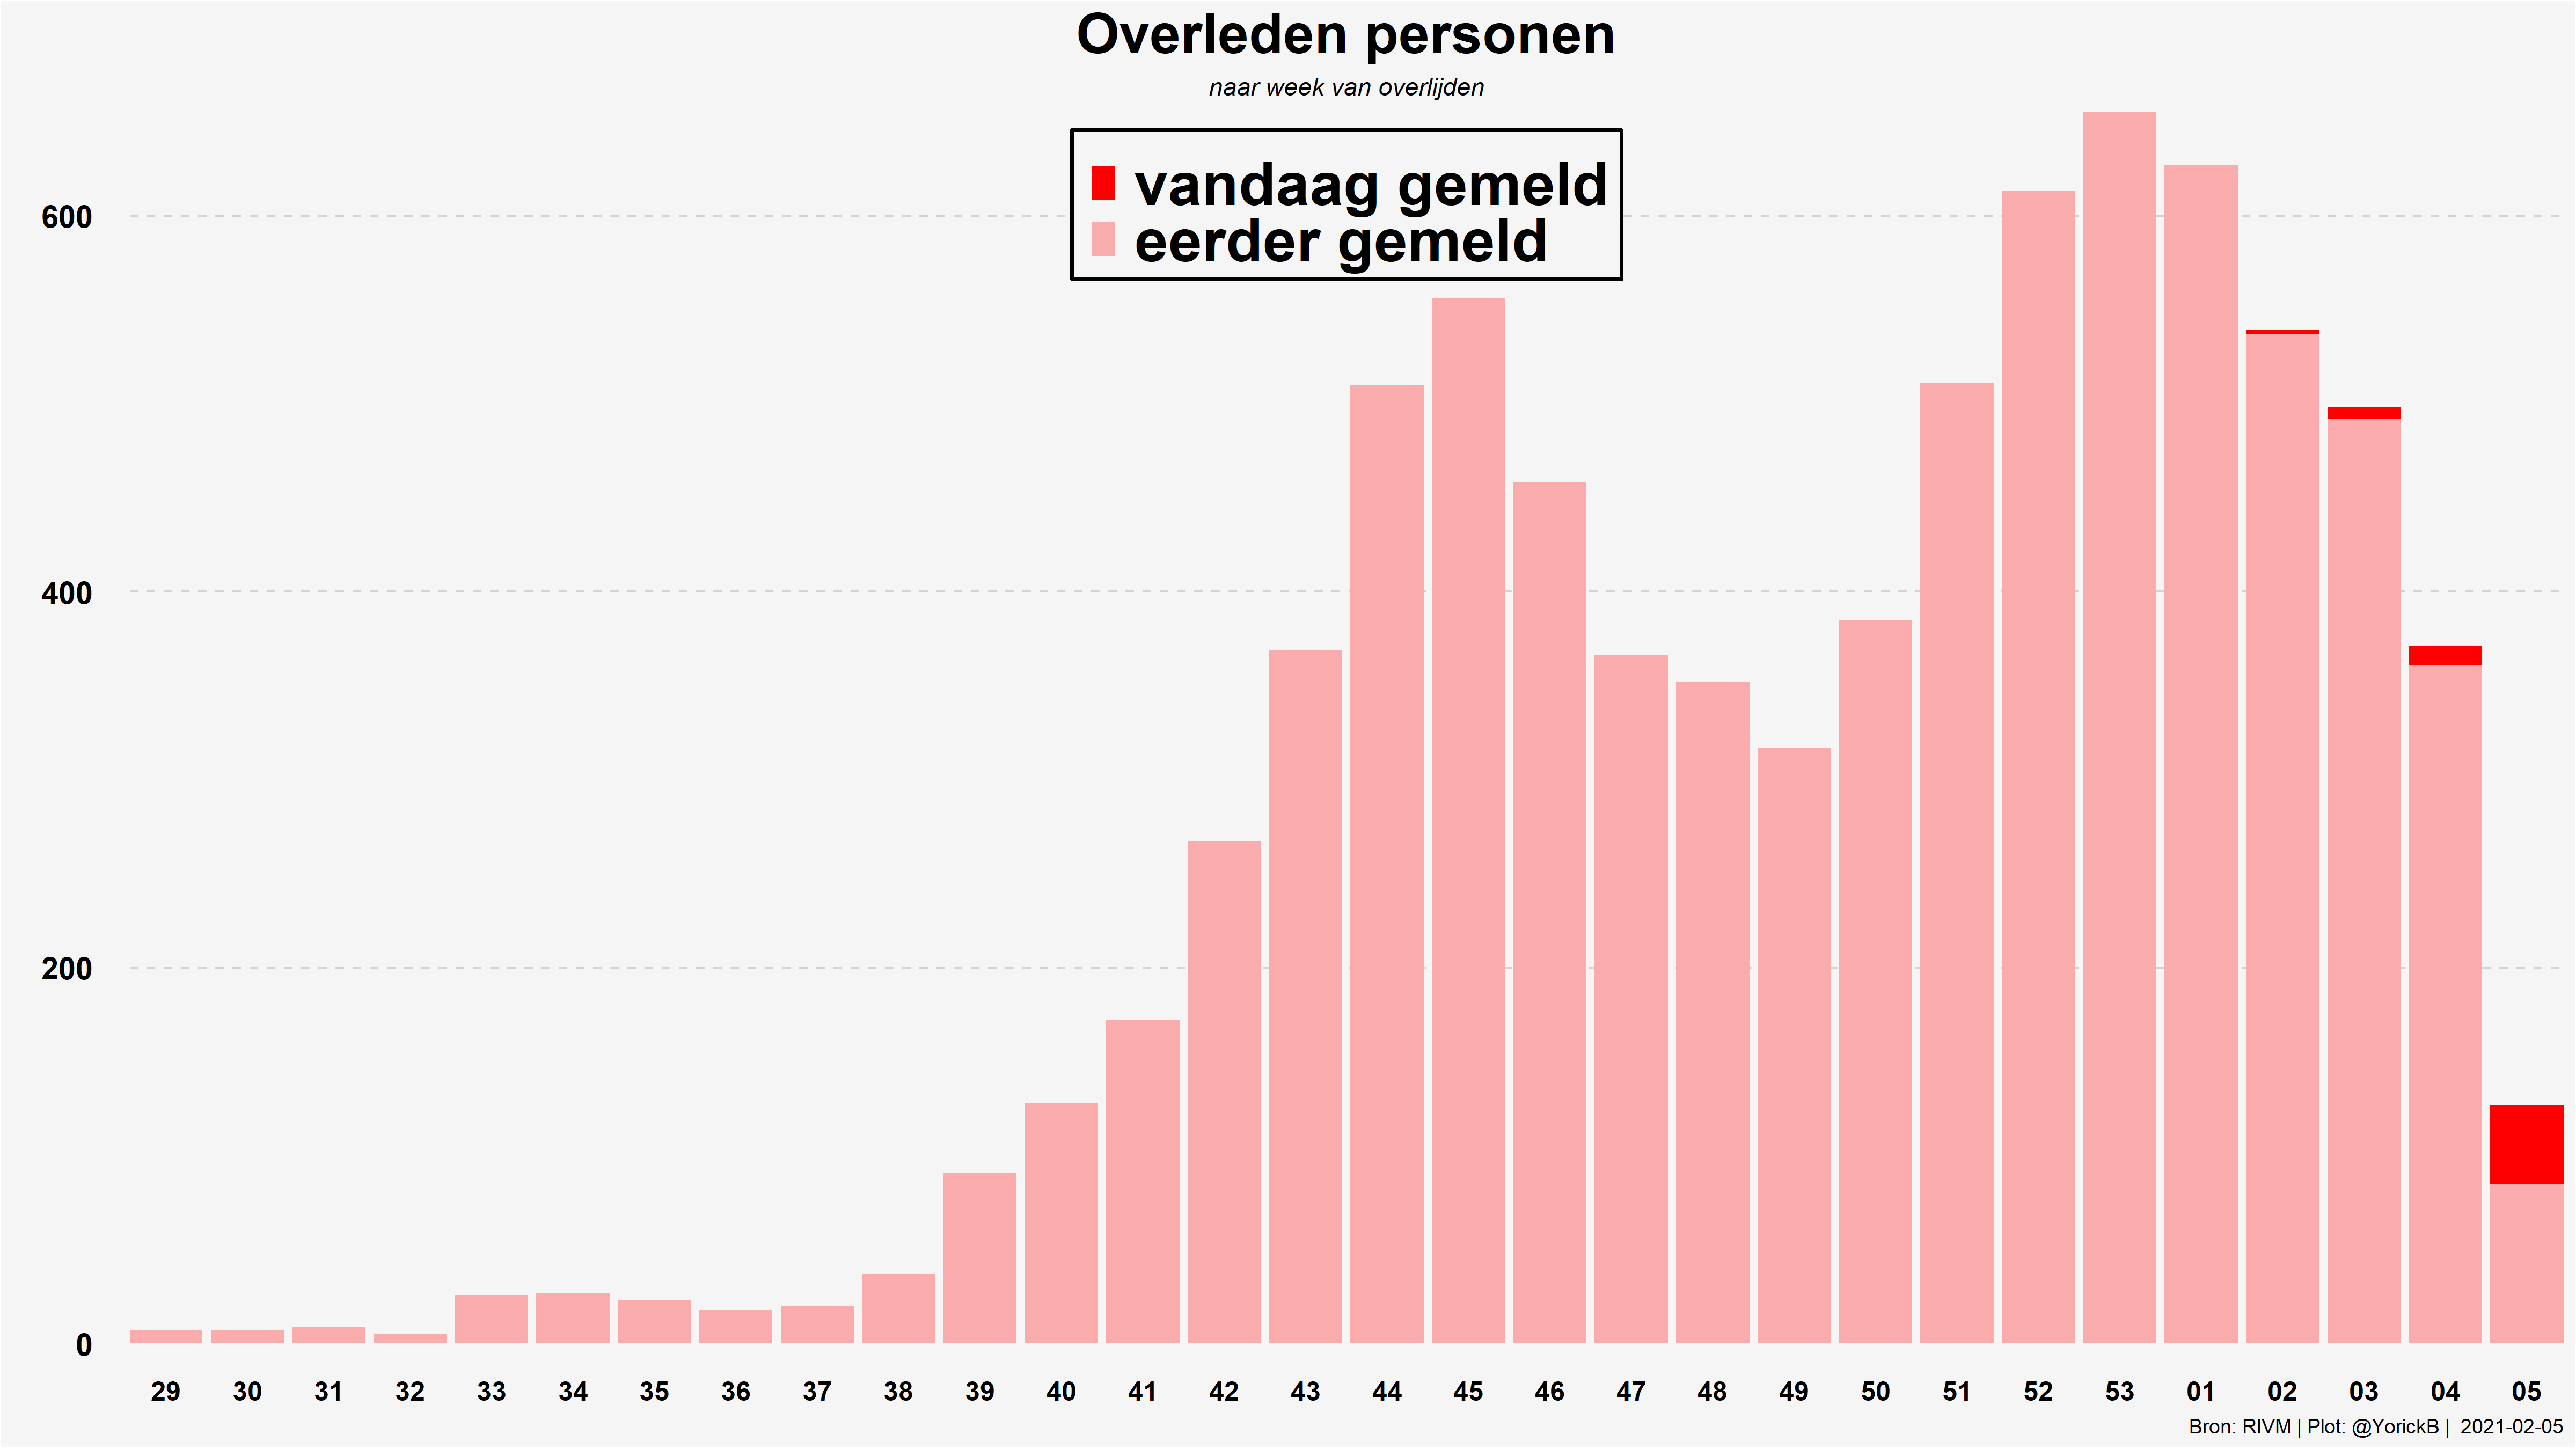 Overleden personen
naar week van overlijden
vandaag gemeld
eerder gemeld
600
400
200
0
29 30 31 32 33 34 35 36 37 38 39 40 41 42 43 44 45 46 47 48 49 50 51 52 53 01 02 03 04 05
Bron: RIVM | Plot: @YorickB | 2021-02-05